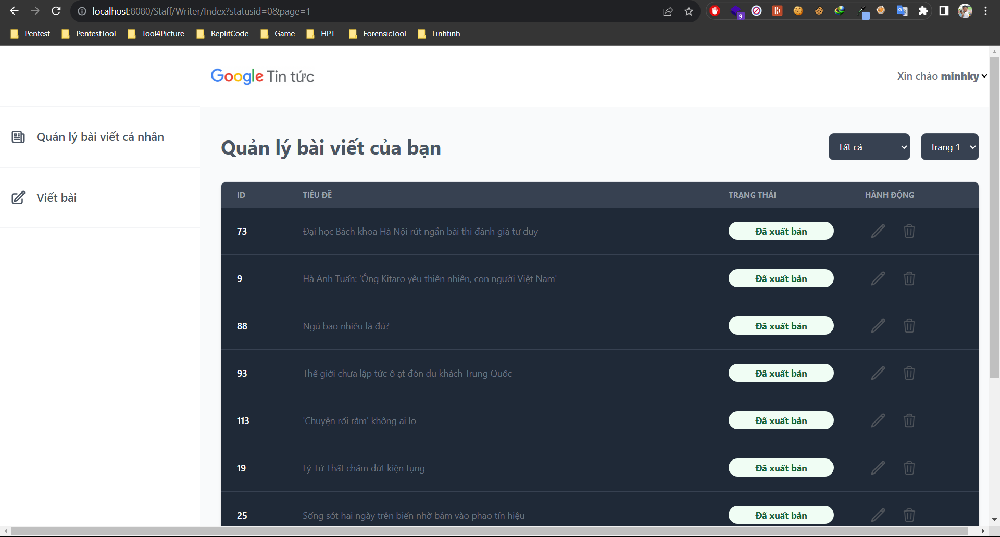 localhost:8080/Staff/Writer/Index?statusid=0&page=1
9
Pentest PentestTool Tool4Picture ReplitCode Game HPT ForensicTool Linhtinh
Google Tin tức
Xin chào minhky
Quản lý bài viết cá nhân
Viết bài
Quản lý bài viết của bạn
Tất cả
Trang 1
ID TIÊU ĐỀ TRẠNG THÁI HÀNH ĐỘNG
73 Đại học Bách khoa Hà Nội rút ngắn bài thi đánh giá tư duy Đã xuất bản
9 Hà Anh Tuấn: 'Ông Kitaro yêu thiên nhiên, con người Việt Nam' Đã xuất bản
88 Ngủ bao nhiêu là đủ? Đã xuất bản
93 Thế giới chưa lập tức ồ ạt đón du khách Trung Quốc Đã xuất bản
113 'Chuyện rối rắm' không ai lo Đã xuất bản
19 Lý Tử Thất chấm dứt kiện tụng Đã xuất bản
25 Sống sót hai ngày trên biển nhờ bám vào phao tín hiệu Đã xuất bản